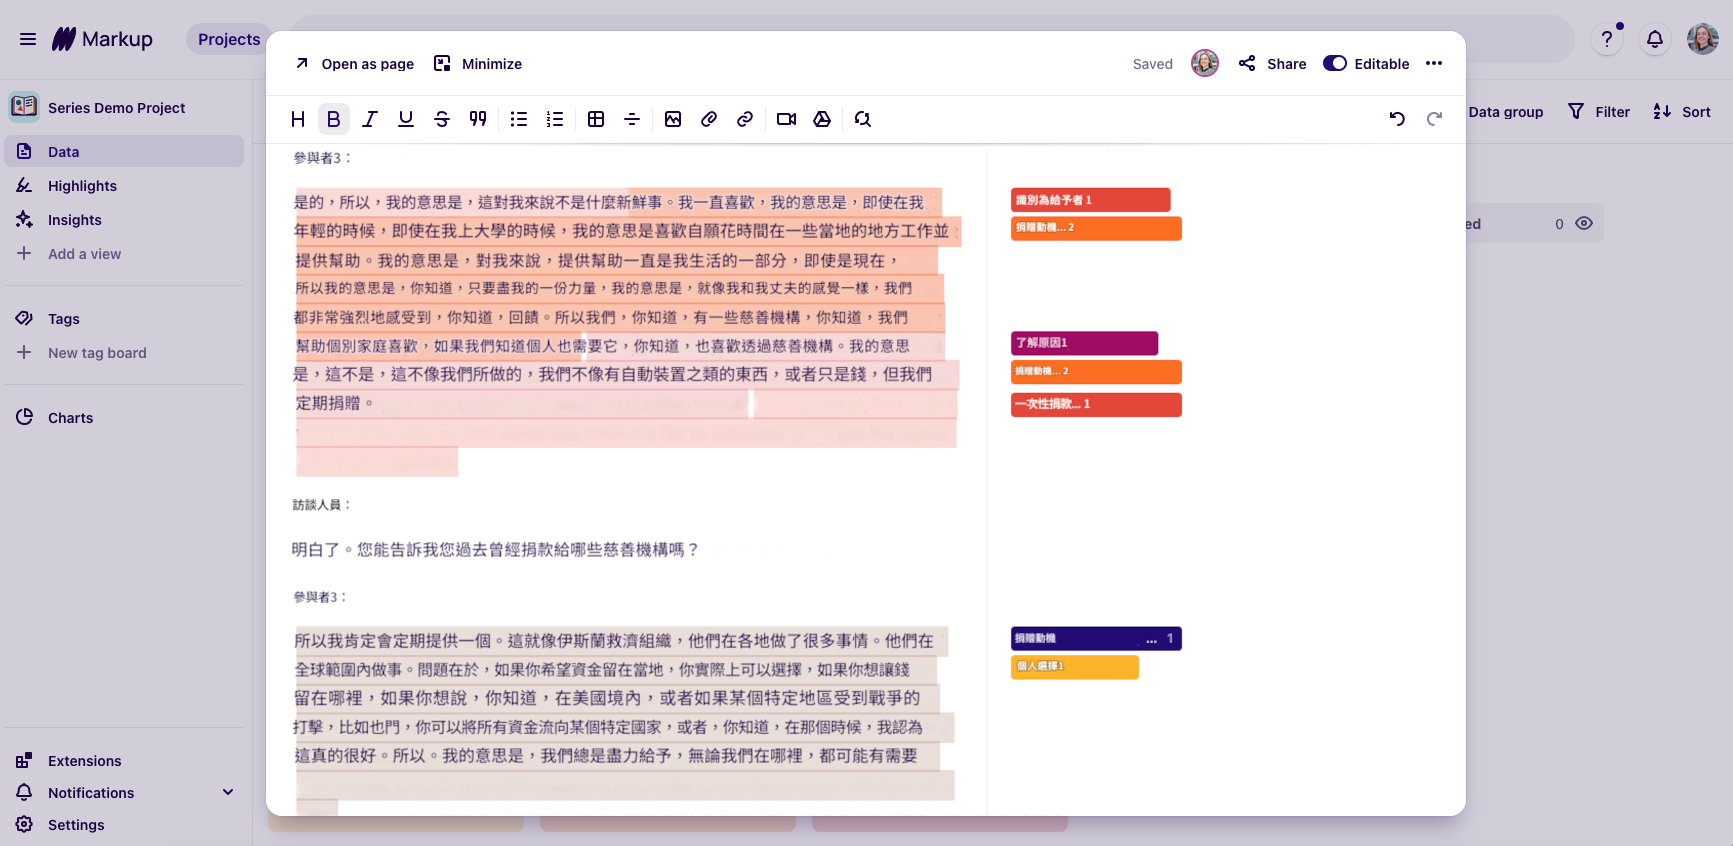 Markup
Projects
Open as page
Minimize
Saved
Share
Editable
Series Demo Project
Data
Highlights
Insights
Add a view
Tags
New tag board
Charts
Extensions
Notifications
Settings
Data group
Filter
Sort
ed
0
參與者3：
是的，所以，我的意思是，這對我來說不是什麼新鮮事。我一直喜歡，我的意思是，即使在我
年輕的時候，即使在我上大學的時候，我的意思是喜歡自願花時間在一些當地的地方工作並
提供幫助。我的意思是，對我來說，提供幫助一直是我生活的一部分，即使是現在，
所以我的意思是，你知道，只要盡我的一份力量，我的意思是，就像我和我丈夫的感覺一樣，我們
都非常強烈地感受到，你知道，回饋。所以我們，你知道，有一些慈善機構，你知道，我們
幫助個別家庭喜歡，如果我們知道個人也需要它，你知道，也喜歡透過慈善機構。我的意思
是，這不是，這不像我們所做的，我們不像有自動裝置之類的東西，或者只是錢，但我們
定期捐贈。
識別為給予者 1
捐贈動機... 2
了解原因1
捐贈動機... 2
一次性捐款... 1
訪談人員：
明白了。您能告訴我您過去曾經捐款給哪些慈善機構嗎？
參與者3：
所以我肯定會定期提供一個。這就像伊斯蘭救濟組織，他們在各地做了很多事情。他們在
全球範圍內做事。問題在於，如果你希望資金留在當地，你實際上可以選擇，如果你想讓錢
留在哪裡，如果你想說，你知道，在美國境內，或者如果某個特定地區受到戰爭的
打擊，比如也門，你可以將所有資金流向某個特定國家，或者，你知道，在那個時候，我認為
這真的很好。所以。我的意思是，我們總是盡力給予，無論我們在哪裡，都可能有需要
捐贈動機 ... 1
個人選擇1